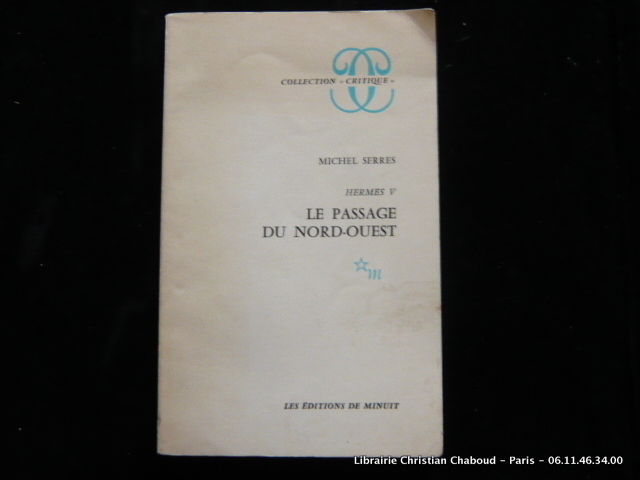 COLLECTION « CRITIQUE »
MICHEL SERRES
HERMES V
LE PASSAGE
DU NORD-OUEST
m
LES ÉDITIONS DE MINUIT
Librairie Christian Chaboud - Paris - 06.11.46.34.00